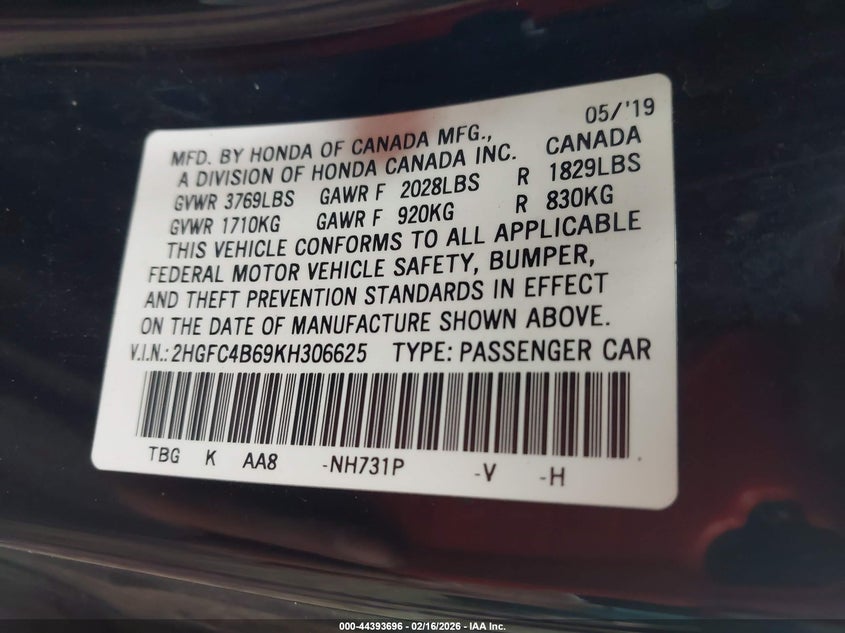 05/'19
MFD. BY HONDA OF CANADA MFG.,
A DIVISION OF HONDA CANADA INC. CANADA
GVWR 3769LBS GAWR F 2028LBS R 1829LBS
GVWR 1710KG GAWR F 920KG R 830KG
THIS VEHICLE CONFORMS TO ALL APPLICABLE
FEDERAL MOTOR VEHICLE SAFETY, BUMPER,
AND THEFT PREVENTION STANDARDS IN EFFECT
ON THE DATE OF MANUFACTURE SHOWN ABOVE.
V.I.N.: 2HGFC4B69KH306625 TYPE: PASSENGER CAR
TBG K AA8 -NH731P -V -H
000-44393696 - 02/16/2026 - IAA Inc.